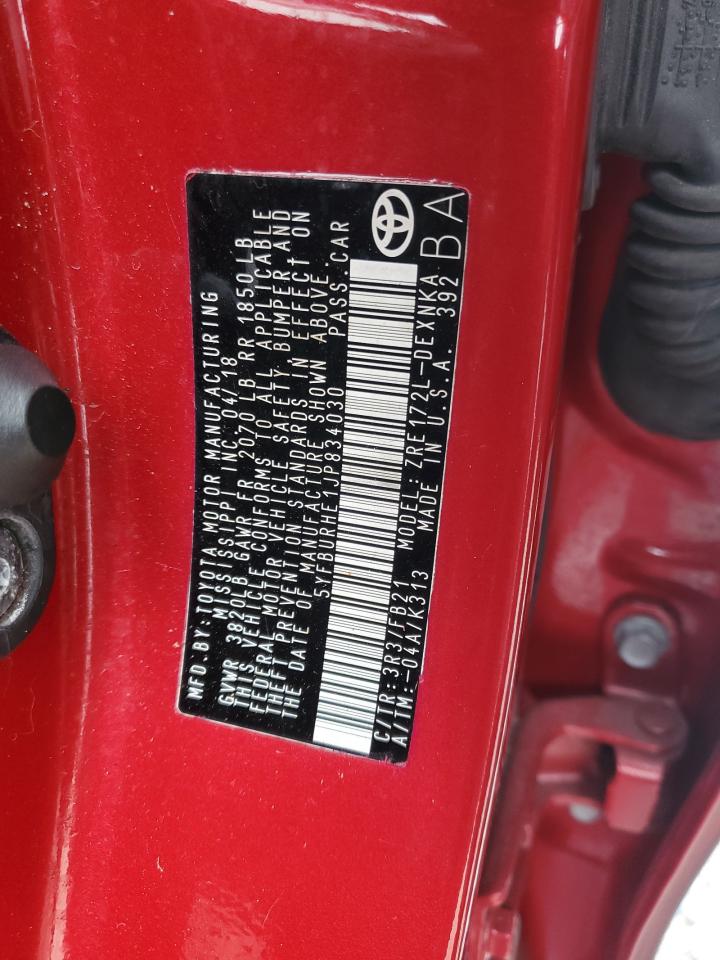 MFD.BY:TOYOTA MOTOR MANUFACTURING
MISSISSIPPI INC. 04/18
GVWR 3820LB GAWR FR 2070 LB RR 1850 LB
THIS VEHICLE CONFORMS TO ALL APPLICABLE
FEDERAL MOTOR VEHICLE SAFETY, BUMPER, AND
THEFT PREVENTION STANDARDS IN EFFECT ON
THE DATE OF MANUFACTURE SHOWN ABOVE.
5YFBURHE1JP834030 PASS.CAR
C/TR:3R3/FB21 MODEL:ZRE172L-DEXNKA
A/TM:-04A/K313 MADE IN U.S.A. 392
BA